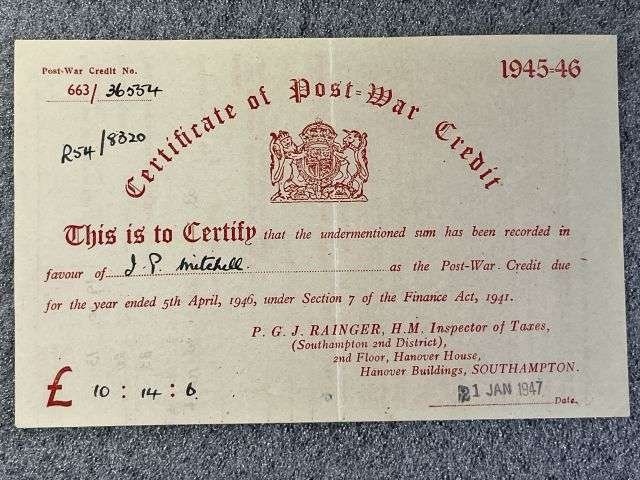 Post-War Credit No.
1945=46
663/36554
R54/8320
Certificate of Post=War Credit
This is to Certify that the undermentioned sum has been recorded in
favour of J. P. Mitchell. as the Post-War Credit due
for the year ended 5th April, 1946, under Section 7 of the Finance Act, 1941.
P. G. J. RAINGER, H.M. Inspector of Taxes,
(Southampton 2nd District),
2nd Floor, Hanover House,
Hanover Buildings, SOUTHAMPTON.
£ 10 : 14 : 6.
21 JAN 1947
Date.